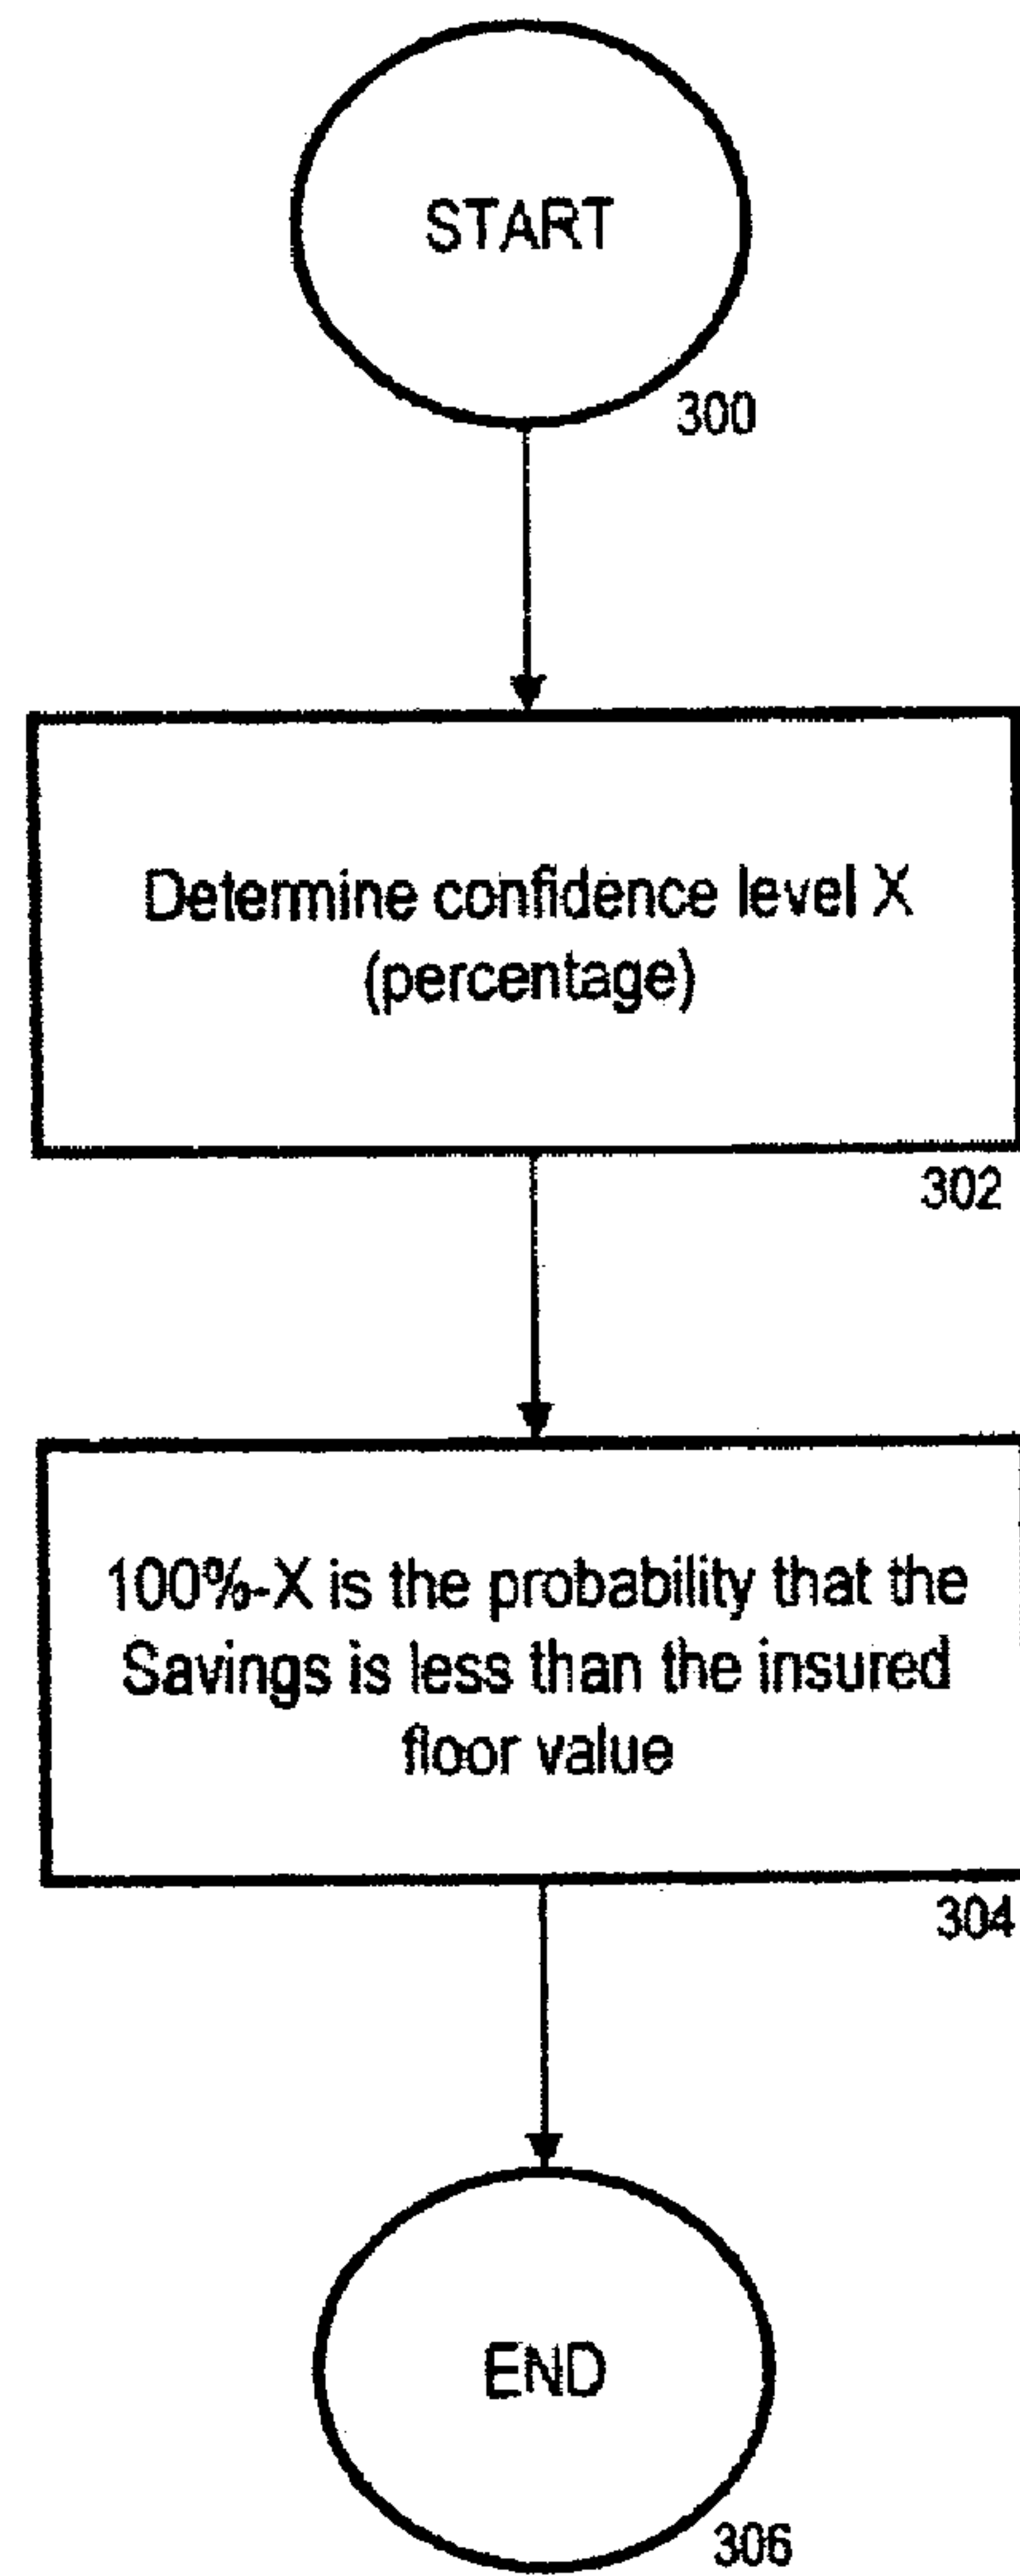 START
300
Determine confidence level X
(percentage)
302
100%-X is the probability that the
Savings is less than the insured
floor value
304
END
306